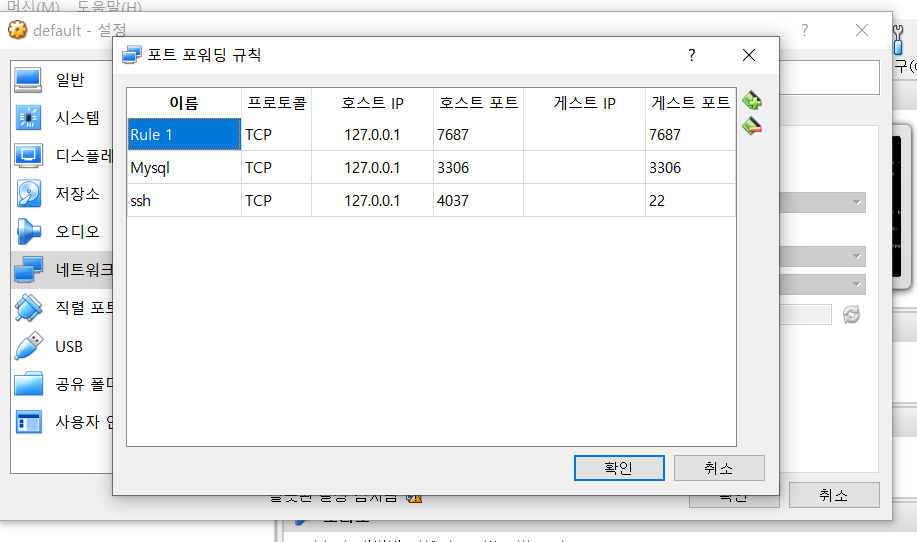 머신(M) 도움말(H)
default - 설정
포트 포워딩 규칙
일반
시스템
디스플레
저장소
오디오
네트워크
직렬 포트
USB
공유 폴더
사용자 인
이름 프로토콜 호스트 IP 호스트 포트 게스트 IP 게스트 포트
Rule 1 TCP 127.0.0.1 7687 7687
Mysql TCP 127.0.0.1 3306 3306
ssh TCP 127.0.0.1 4037 22
확인 취소
잘못된 설정 감지됨 확인 취소